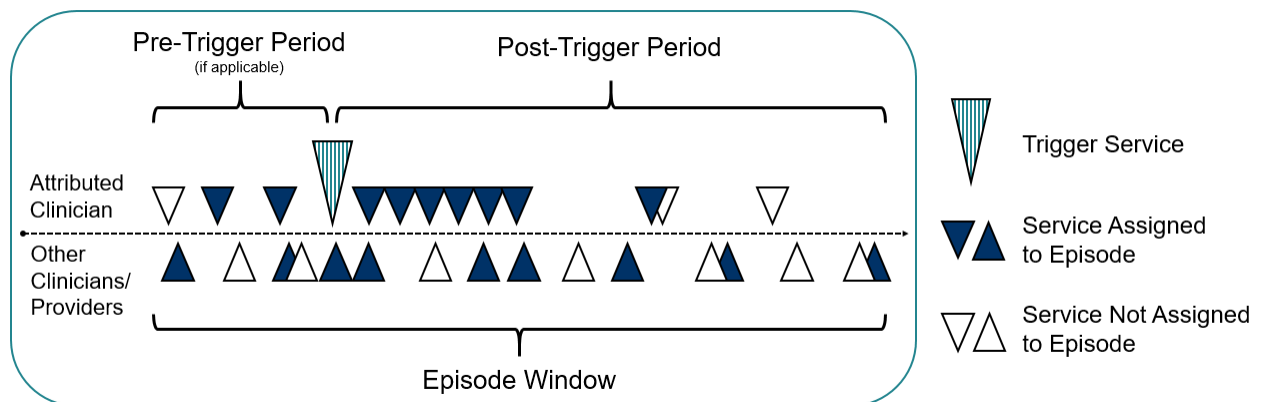 Pre-Trigger Period
(if applicable)
Post-Trigger Period
Attributed
Clinician
Other
Clinicians/
Providers
Episode Window
Trigger Service
Service Assigned
to Episode
Service Not Assigned
to Episode